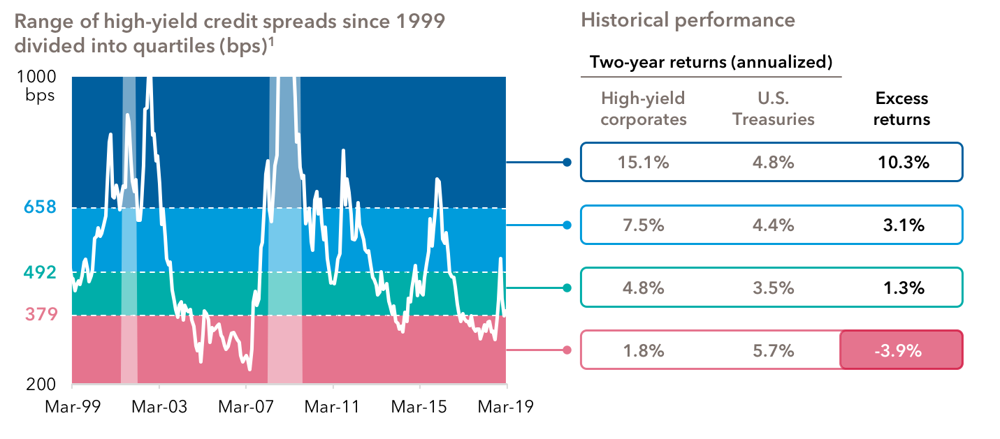 Range of high-yield credit spreads since 1999
divided into quartiles (bps)¹
1000
bps
658
492
379
200
Mar-99 Mar-03 Mar-07 Mar-11 Mar-15 Mar-19
Historical performance
Two-year returns (annualized)
High-yield
corporates
U.S.
Treasuries
Excess
returns
15.1% 4.8% 10.3%
7.5% 4.4% 3.1%
4.8% 3.5% 1.3%
1.8% 5.7% -3.9%